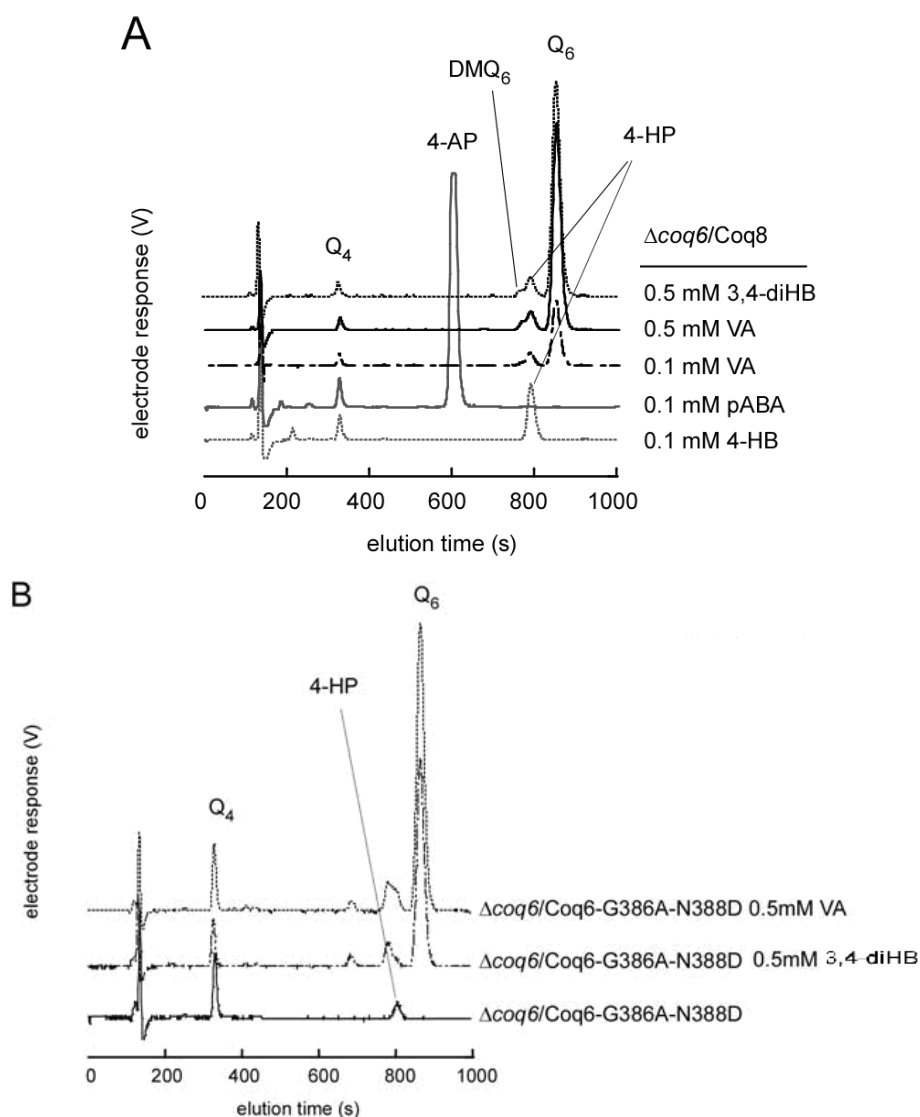 A
Q6
DMQ6
4-AP
4-HP
Q4
electrode response (V)
Δcoq6/Coq8
0.5 mM 3,4-diHB
0.5 mM VA
0.1 mM VA
0.1 mM pABA
0.1 mM 4-HB
0 200 400 600 800 1000
elution time (s)
B
Q6
4-HP
Q4
electrode response (V)
Δcoq6/Coq6-G386A-N388D 0.5mM VA
Δcoq6/Coq6-G386A-N388D 0.5mM 3,4 diHB
Δcoq6/Coq6-G386A-N388D
0 200 400 600 800 1000
elution time (s)